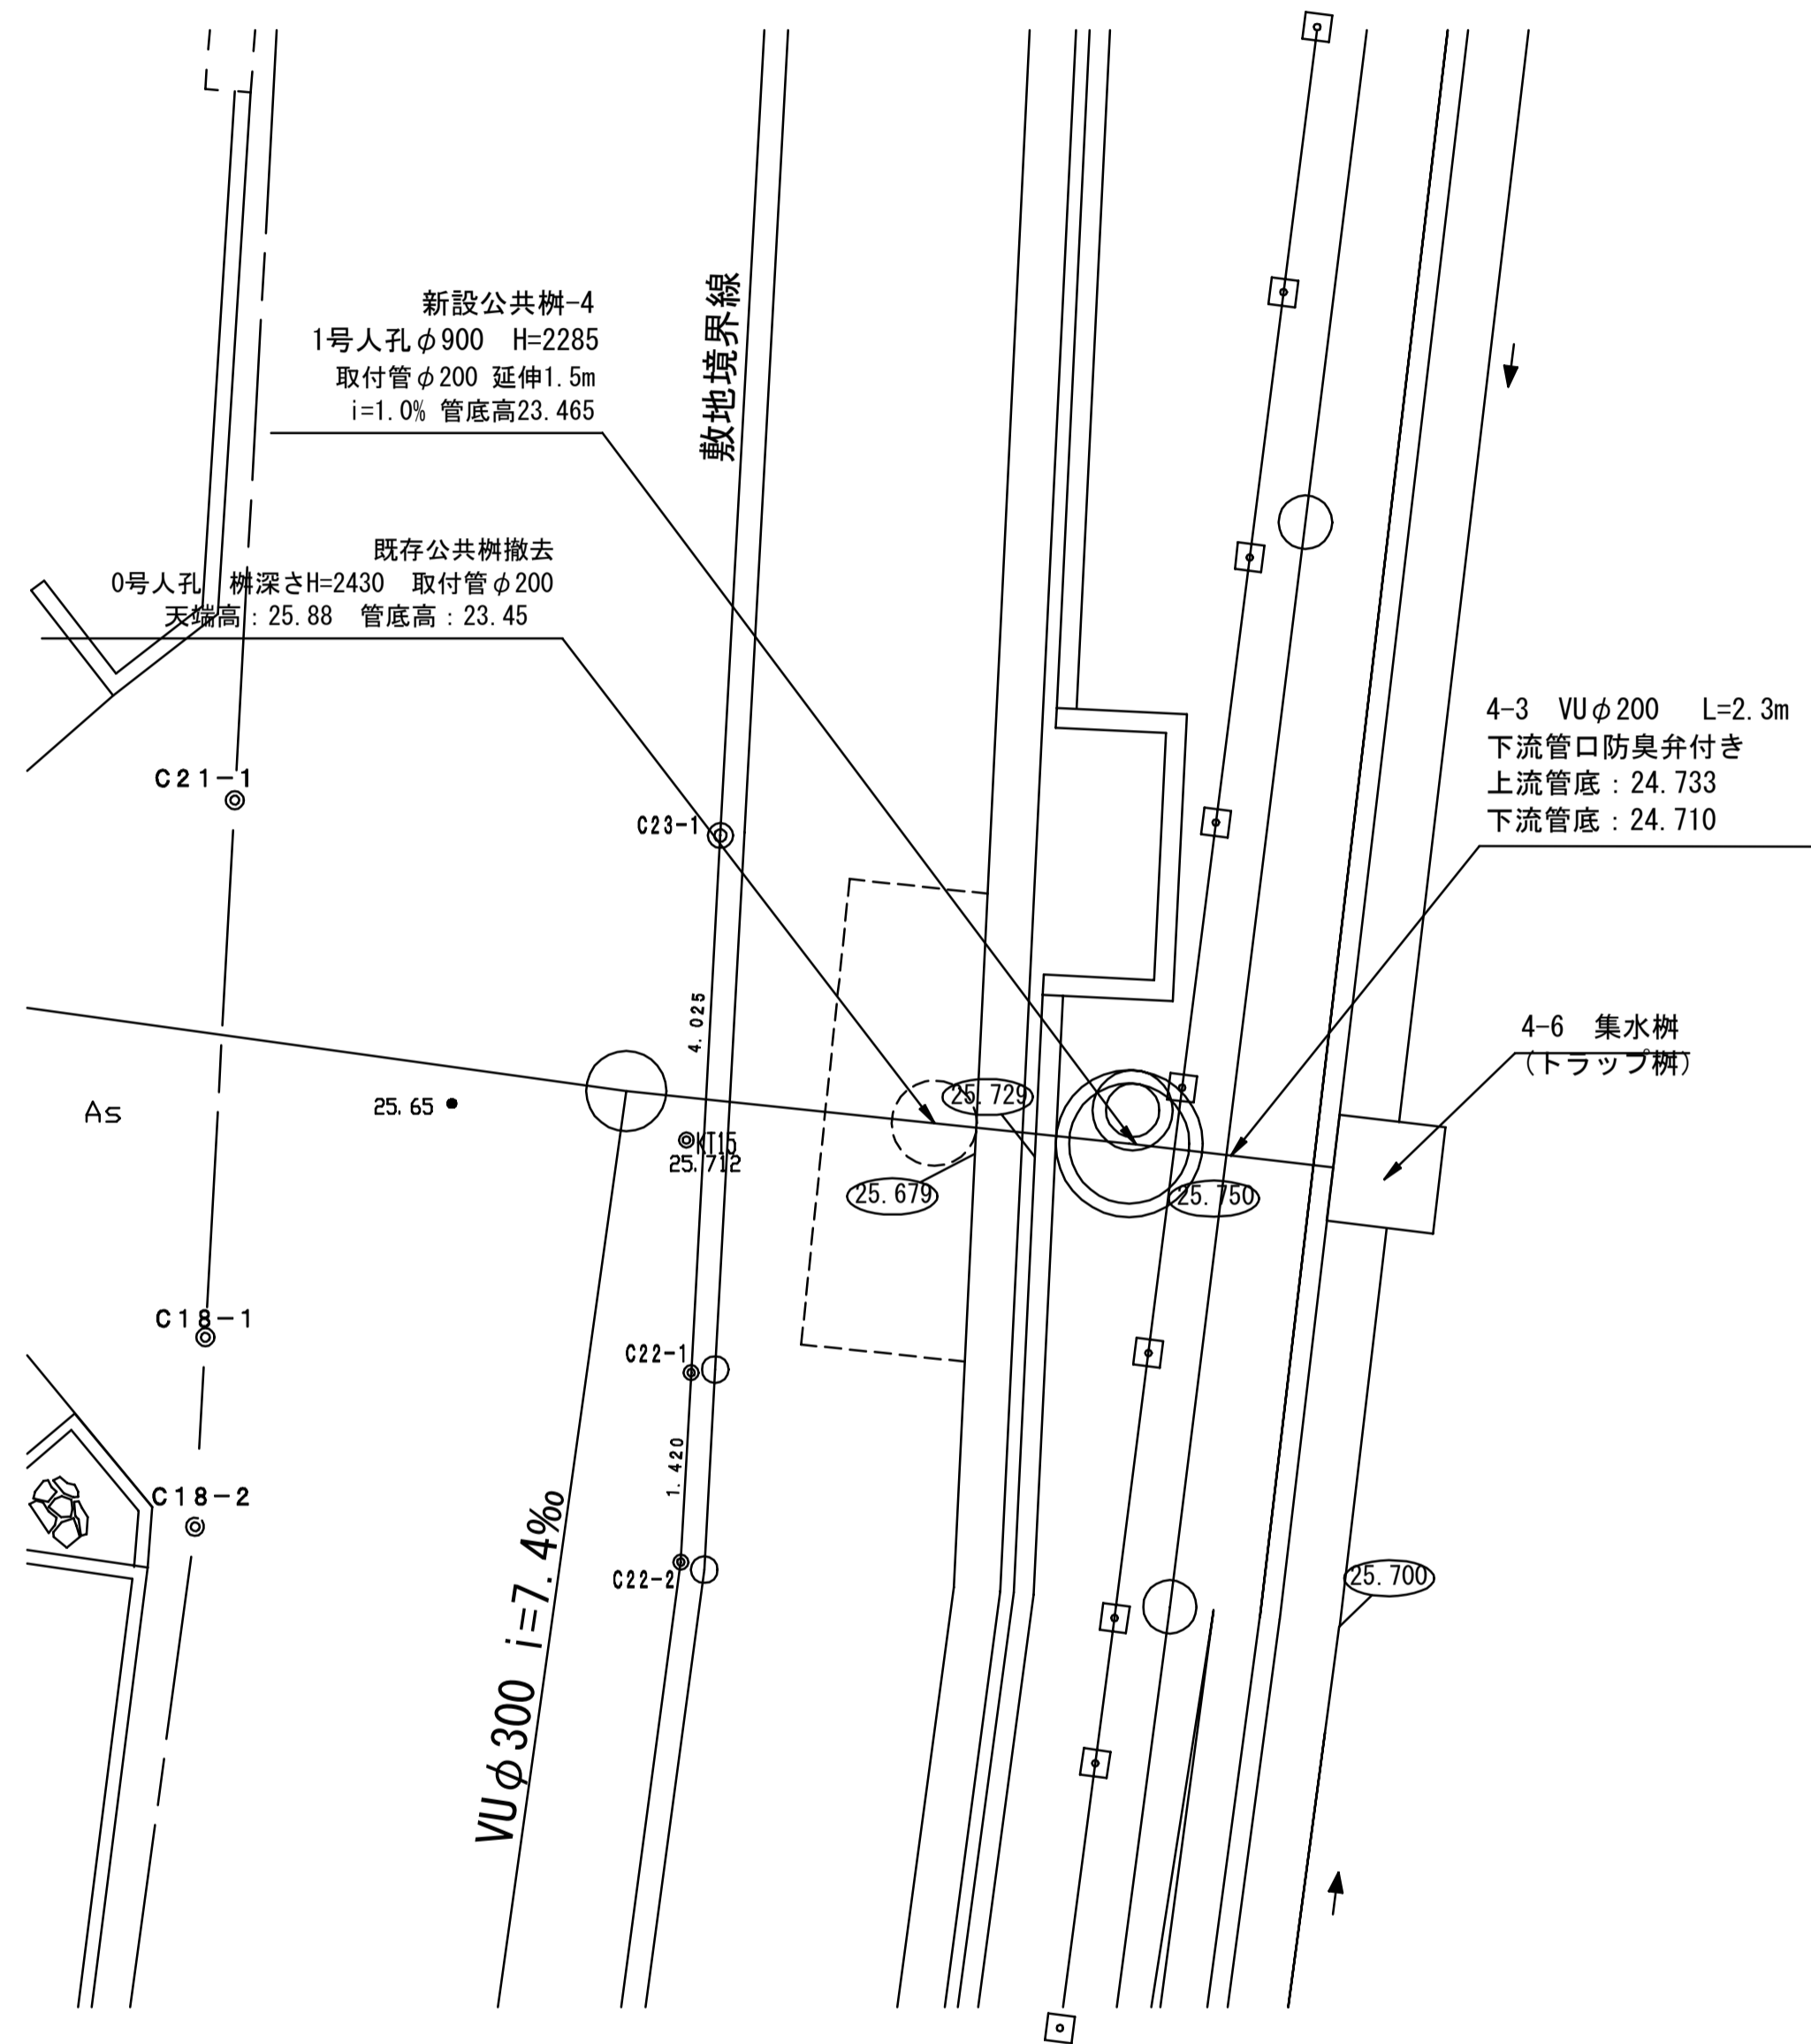 新設公共桝-4
1号人孔φ900　H=2285
取付管φ200 延伸1.5m
i=1.0% 管底高23.465
敷地境界線
既存公共桝撤去
0号人孔　桝深さH=2430　取付管φ200
天端高：25.88　管底高：23.45
4-3　VUφ200　L=2.3m
下流管口防臭弁付き
上流管底：24.733
下流管底：24.710
C21-1
C23-1
4.025
4-6　集水桝
(トラップ桝)
As
25.65
KT15
25.712
25.729
25.679
25.750
C18-1
C22-1
1.420
C18-2
C22-2
VUφ300 i=7.4‰
25.700